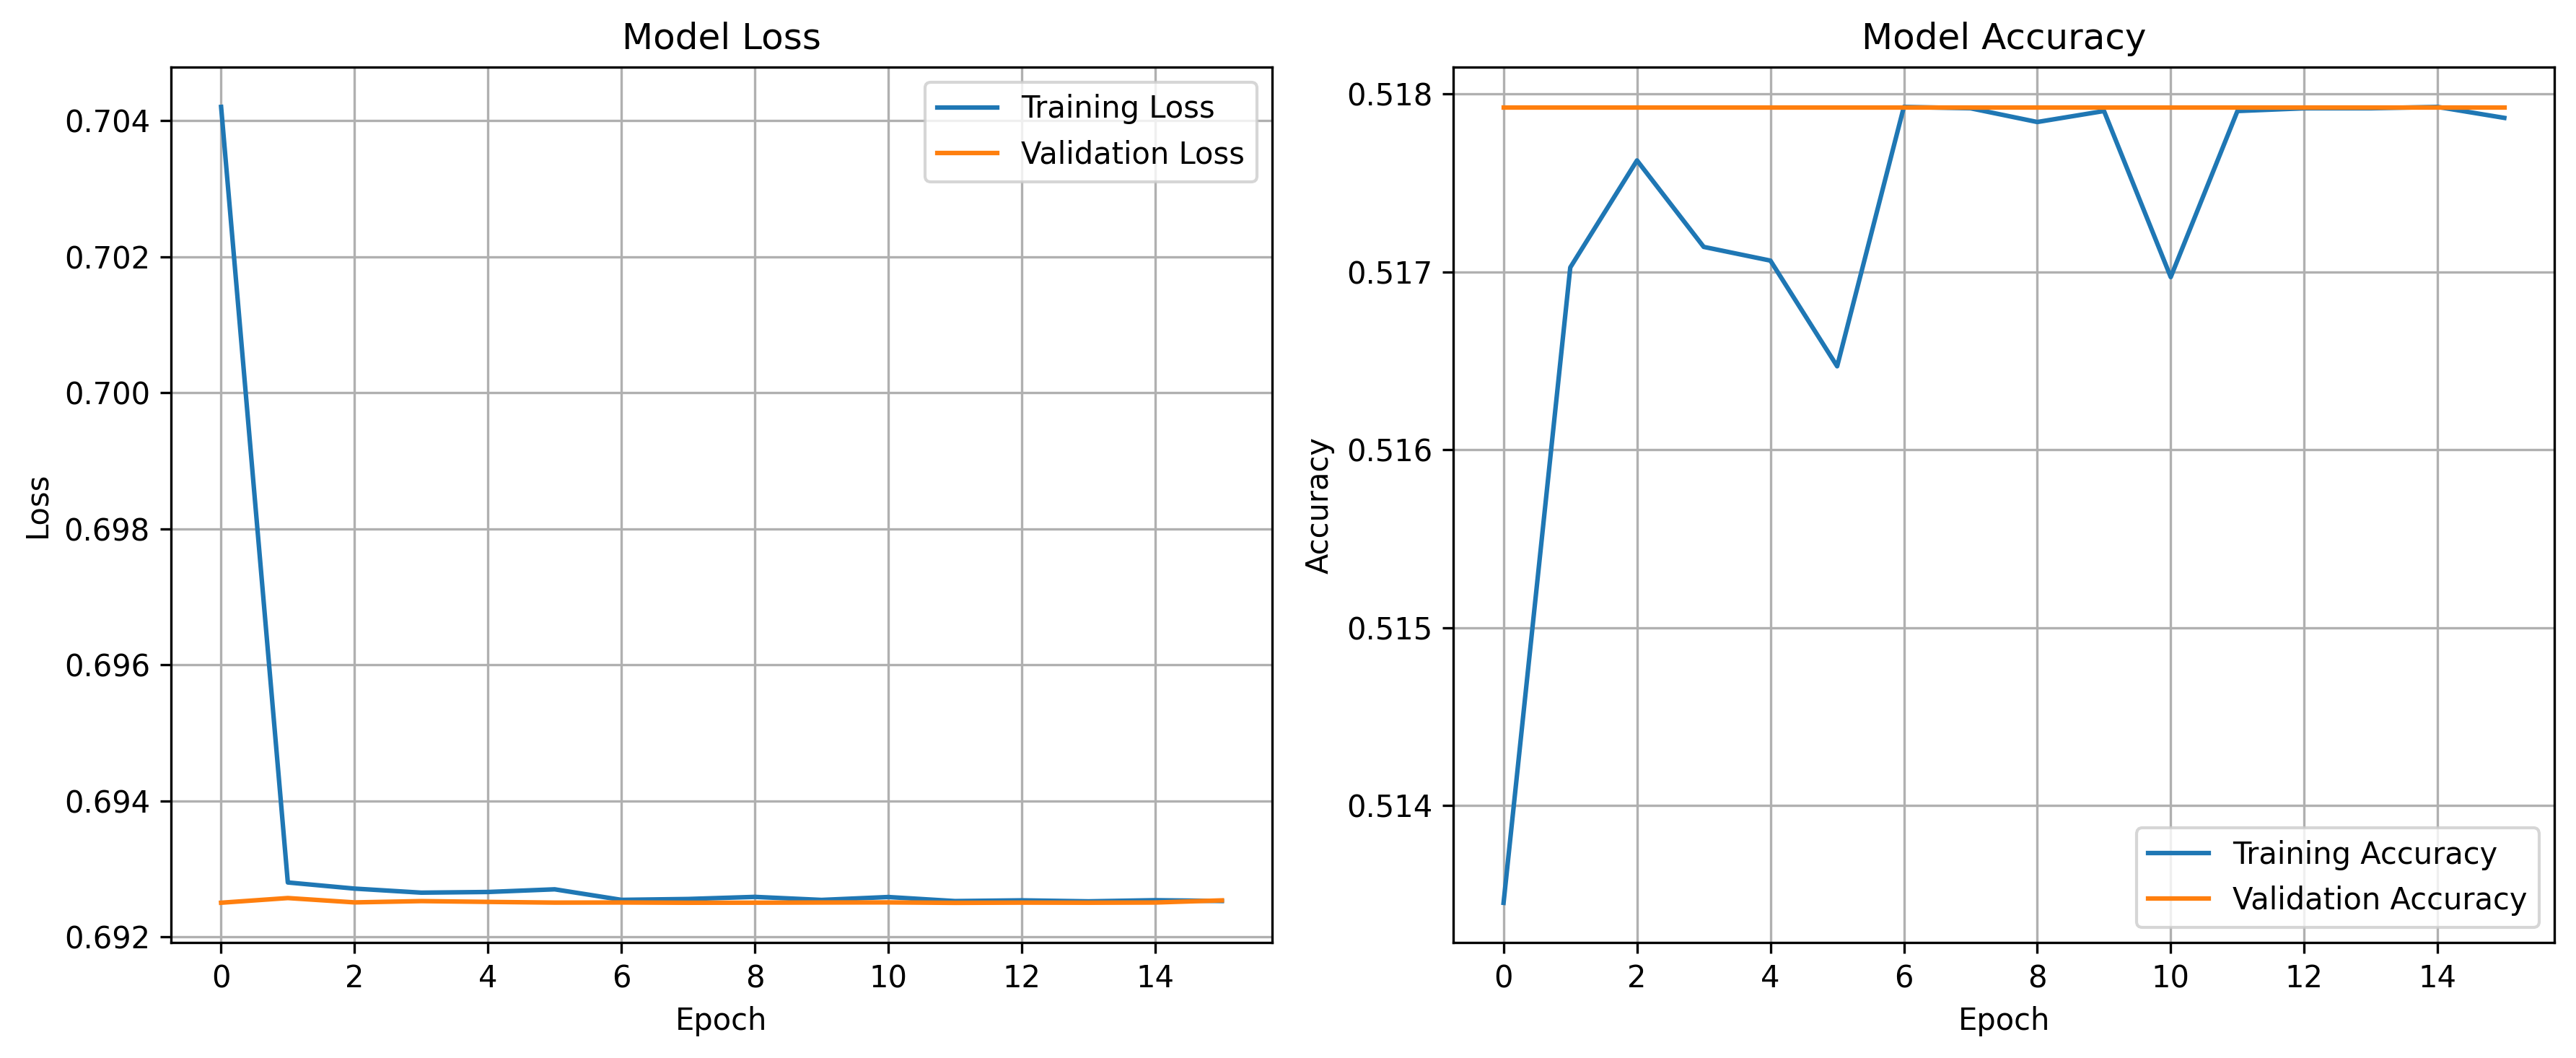 Model Loss
Loss
0.704
0.702
0.700
0.698
0.696
0.694
0.692
0 2 4 6 8 10 12 14
Epoch
Training Loss
Validation Loss
Model Accuracy
Accuracy
0.518
0.517
0.516
0.515
0.514
0 2 4 6 8 10 12 14
Epoch
Training Accuracy
Validation Accuracy